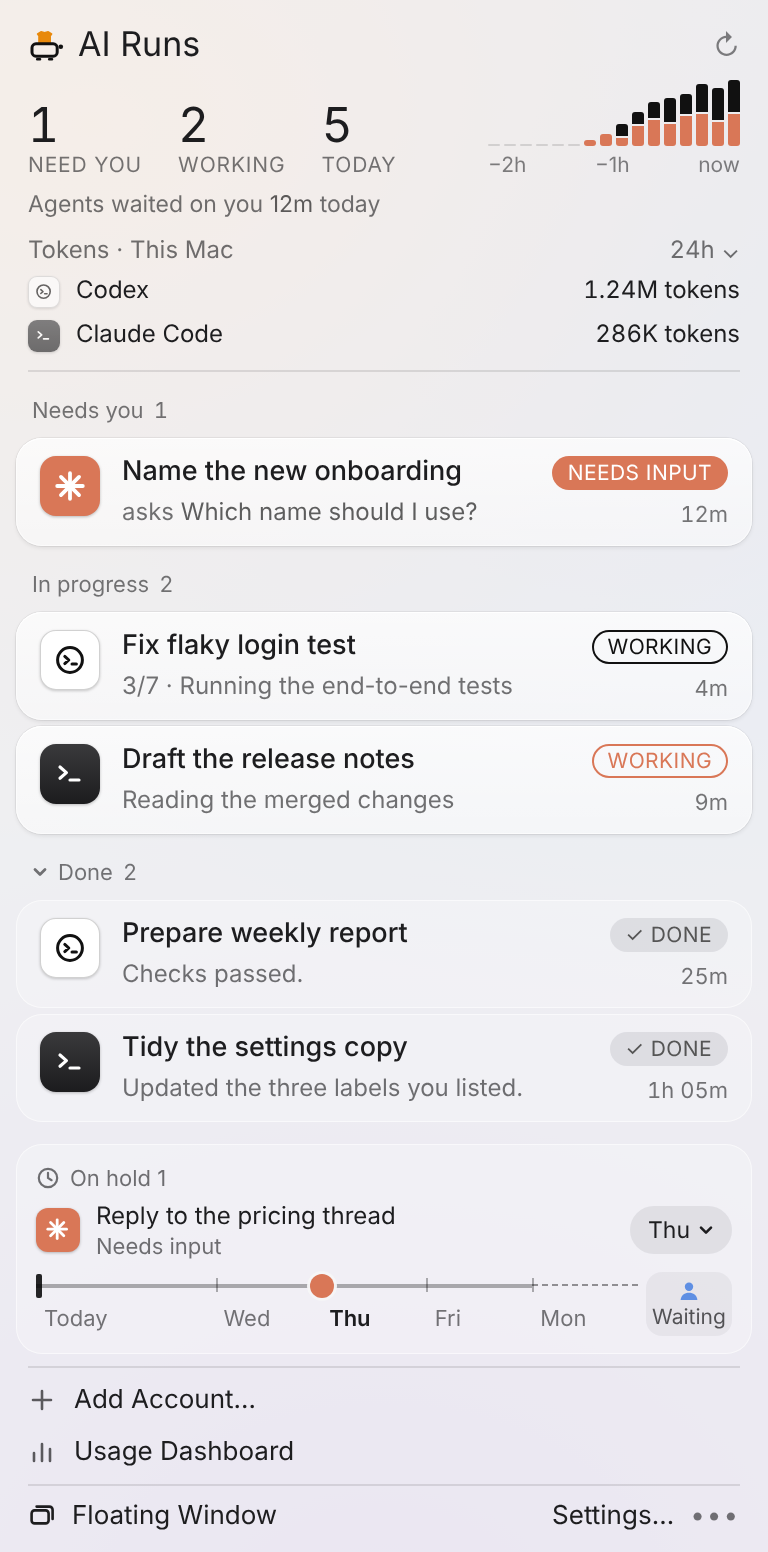 AI Runs
1 2 5
NEED YOU WORKING TODAY
−2h −1h now
Agents waited on you 12m today
Tokens · This Mac 24h
Codex 1.24M tokens
Claude Code 286K tokens
Needs you 1
Name the new onboarding NEEDS INPUT
asks Which name should I use? 12m
In progress 2
Fix flaky login test WORKING
3/7 · Running the end-to-end tests 4m
Draft the release notes WORKING
Reading the merged changes 9m
Done 2
Prepare weekly report ✓ DONE
Checks passed. 25m
Tidy the settings copy ✓ DONE
Updated the three labels you listed. 1h 05m
On hold 1
Reply to the pricing thread Thu
Needs input
Today Wed Thu Fri Mon Waiting
Add Account...
Usage Dashboard
Floating Window Settings...